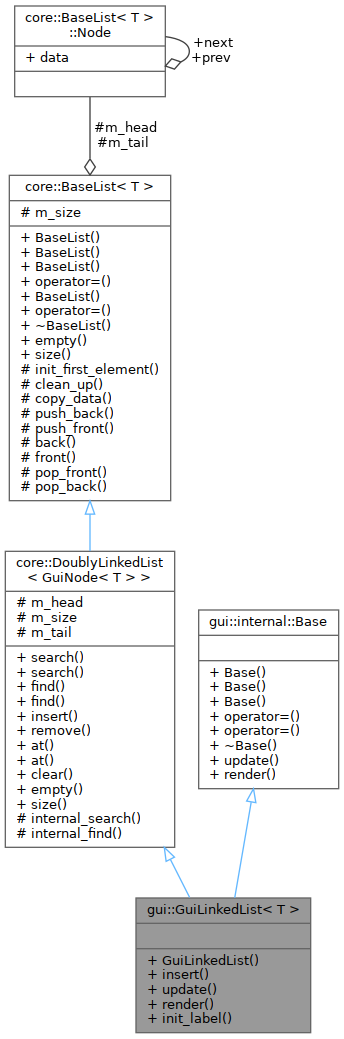 core::BaseList< T >
::Node
+ data
+next
+prev
#m_head
#m_tail
core::BaseList< T >
# m_size
+ BaseList()
+ BaseList()
+ BaseList()
+ operator=()
+ BaseList()
+ operator=()
+ ~BaseList()
+ empty()
+ size()
# init_first_element()
# clean_up()
# copy_data()
# push_back()
# push_front()
# back()
# front()
# pop_front()
# pop_back()
core::DoublyLinkedList
< GuiNode< T > >
# m_head
# m_size
# m_tail
+ search()
+ search()
+ find()
+ find()
+ insert()
+ remove()
+ at()
+ at()
+ clear()
+ empty()
+ size()
# internal_search()
# internal_find()
gui::internal::Base
+ Base()
+ Base()
+ Base()
+ operator=()
+ operator=()
+ ~Base()
+ update()
+ render()
gui::GuiLinkedList< T >
+ GuiLinkedList()
+ insert()
+ update()
+ render()
+ init_label()